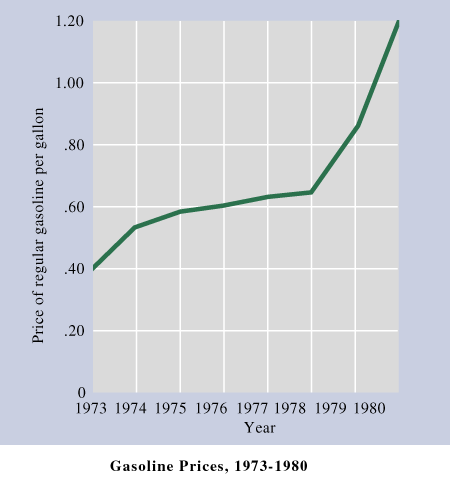 1.20
1.00
.80
.60
.40
.20
0
Price of regular gasoline per gallon
1973 1974 1975 1976 1977 1978 1979 1980
Year
Gasoline Prices, 1973-1980